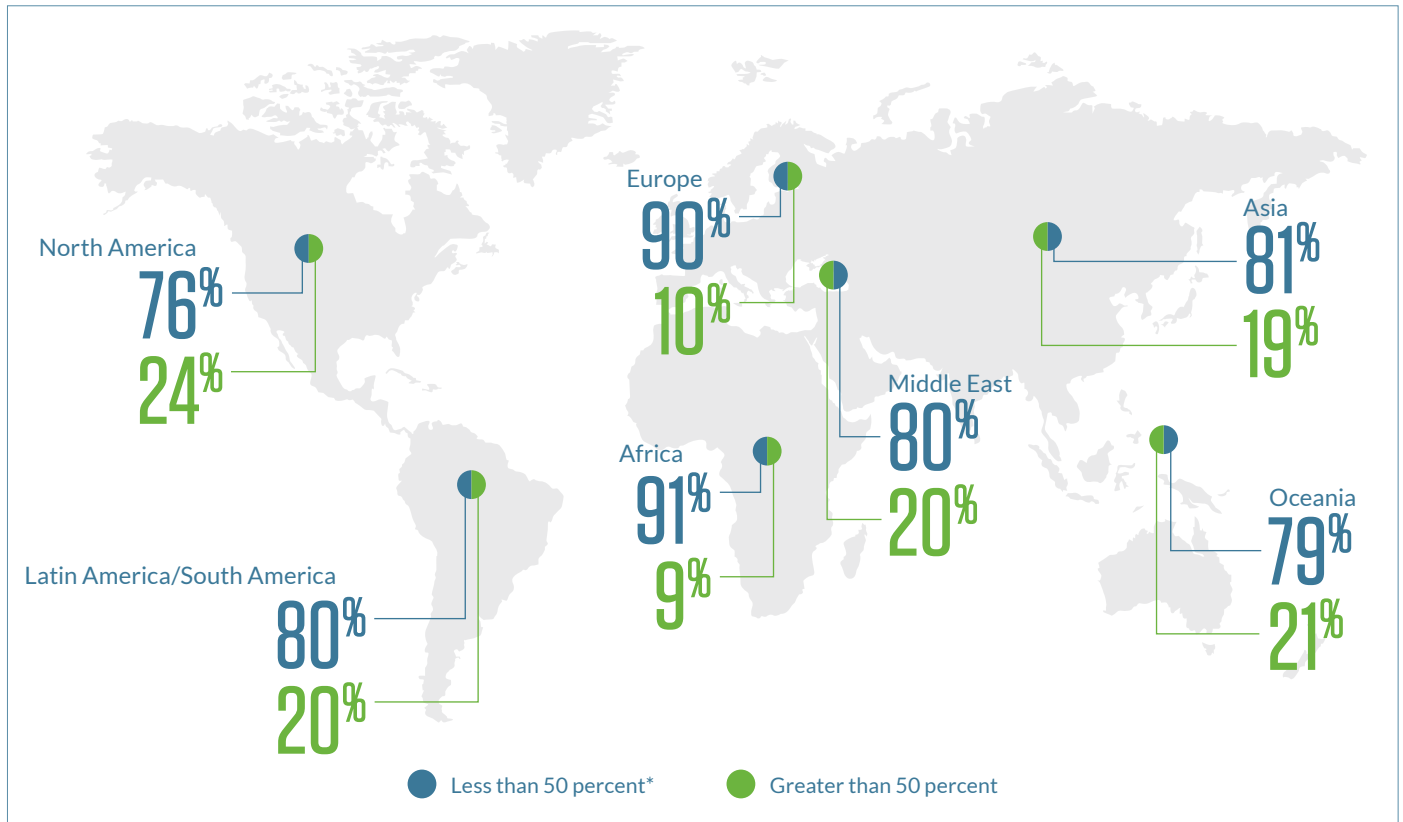 North America
76%
24%
Latin America/South America
80%
20%
Europe
90%
10%
Africa
91%
9%
Middle East
80%
20%
Asia
81%
19%
Oceania
79%
21%
Less than 50 percent*
Greater than 50 percent